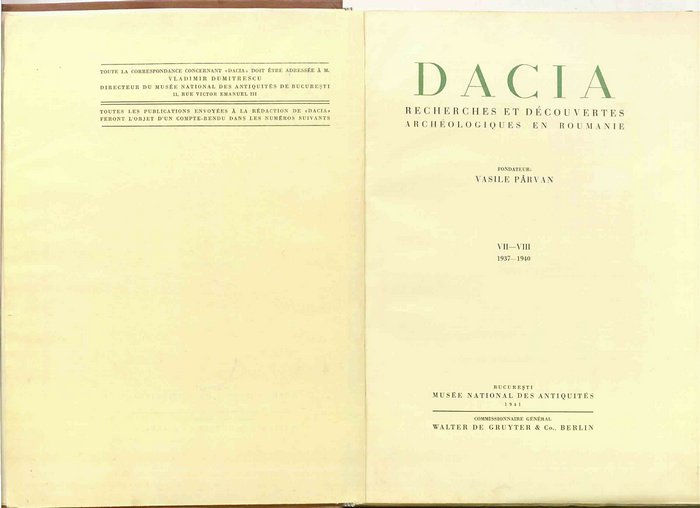 TOUTE LA CORRESPONDANCE CONCERNANT «DACIA» DOIT ÊTRE ADRESSÉE À M.
VLADIMIR DUMITRESCU
DIRECTEUR DU MUSÉE NATIONAL DES ANTIQUITÉS DE BUCUREȘTI
11, RUE VICTOR EMANUEL III
TOUTES LES PUBLICATIONS ENVOYÉES À LA RÉDACTION DE «DACIA»
FERONT L'OBJET D'UN COMPTE-RENDU DANS LES NUMÉROS SUIVANTS
DACIA
RECHERCHES ET DÉCOUVERTES
ARCHÉOLOGIQUES EN ROUMANIE
FONDATEUR:
VASILE PÂRVAN
VII—VIII
1937—1940
BUCUREȘTI
MUSÉE NATIONAL DES ANTIQUITÉS
1941
COMMISSIONNAIRE GÉNÉRAL
WALTER DE GRUYTER & Co., BERLIN